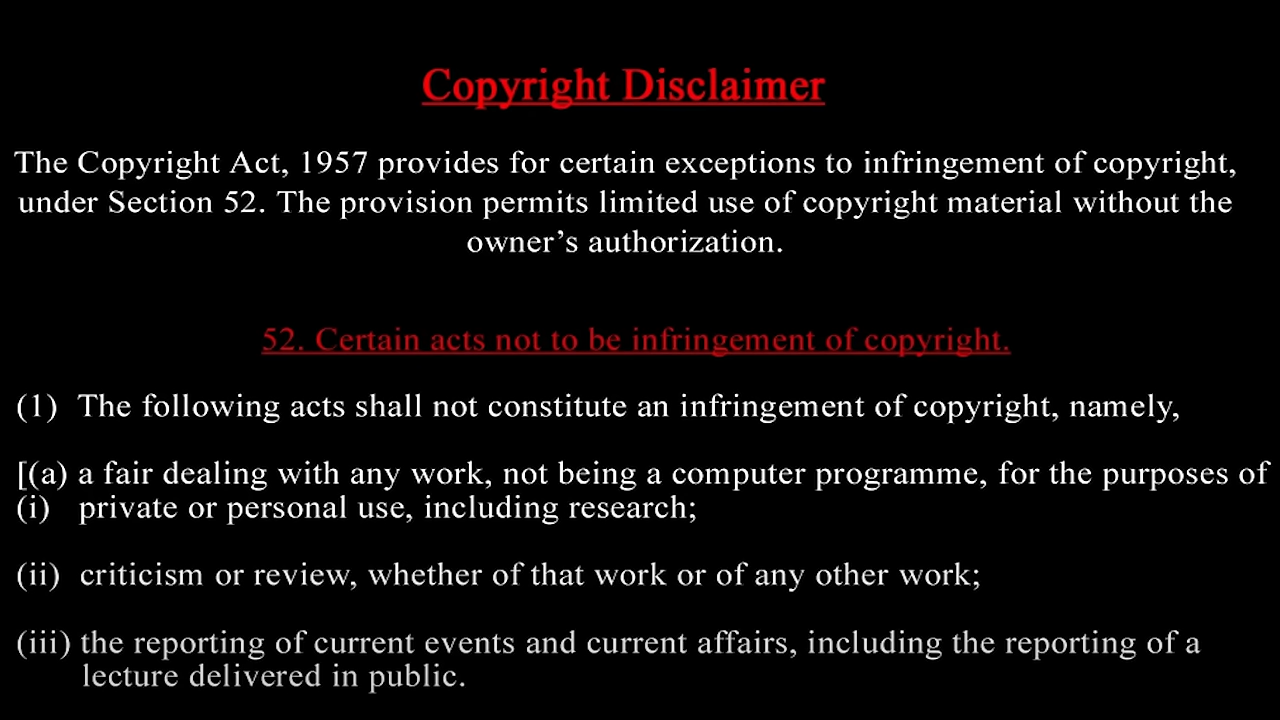 Copyright Disclaimer
The Copyright Act, 1957 provides for certain exceptions to infringement of copyright,
under Section 52. The provision permits limited use of copyright material without the
owner’s authorization.
52. Certain acts not to be infringement of copyright.
(1) The following acts shall not constitute an infringement of copyright, namely,
[(a) a fair dealing with any work, not being a computer programme, for the purposes of
(i) private or personal use, including research;
(ii) criticism or review, whether of that work or of any other work;
(iii) the reporting of current events and current affairs, including the reporting of a
lecture delivered in public.